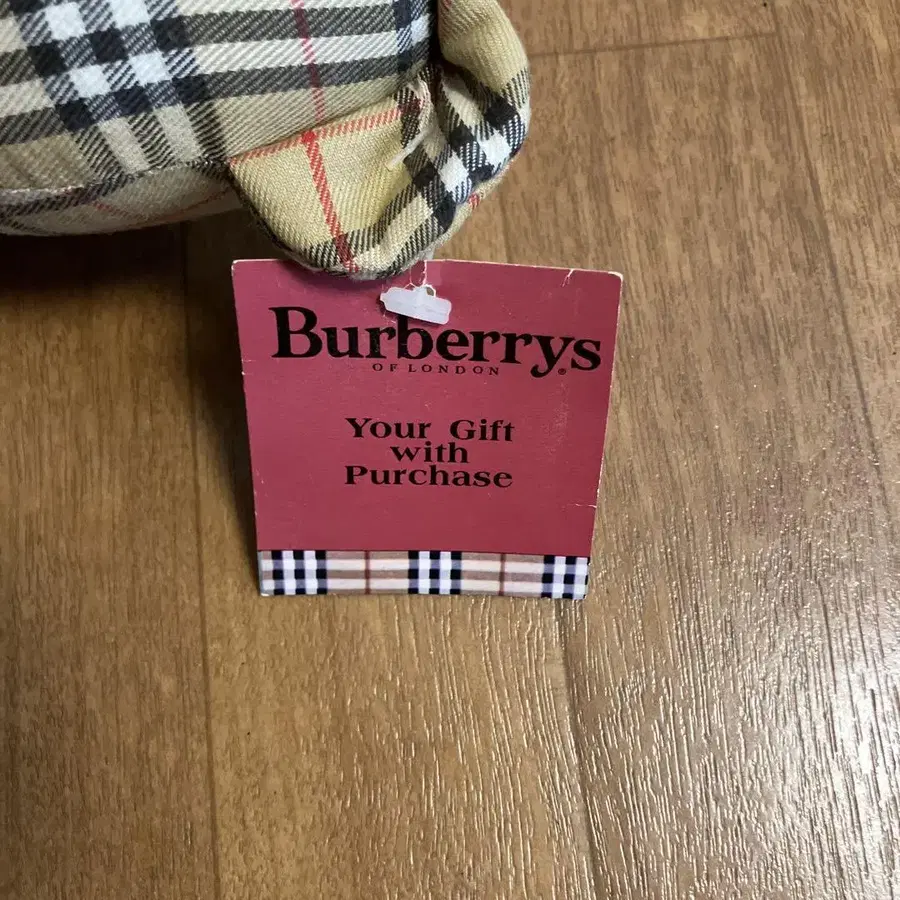 Burberrys®
OF LONDON
Your Gift
with
Purchase